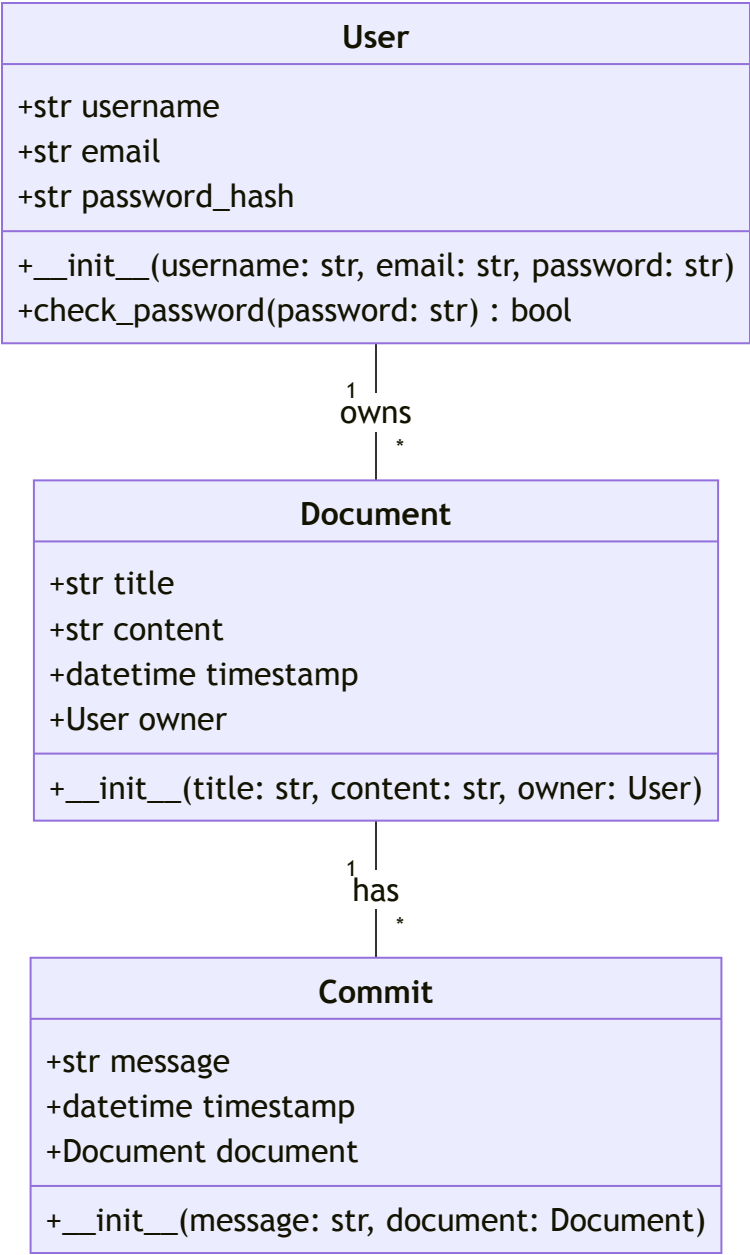 User
+str username
+str email
+str password_hash
+__init__(username: str, email: str, password: str)
+check_password(password: str) : bool
1
owns
*
Document
+str title
+str content
+datetime timestamp
+User owner
+__init__(title: str, content: str, owner: User)
1
has
*
Commit
+str message
+datetime timestamp
+Document document
+__init__(message: str, document: Document)